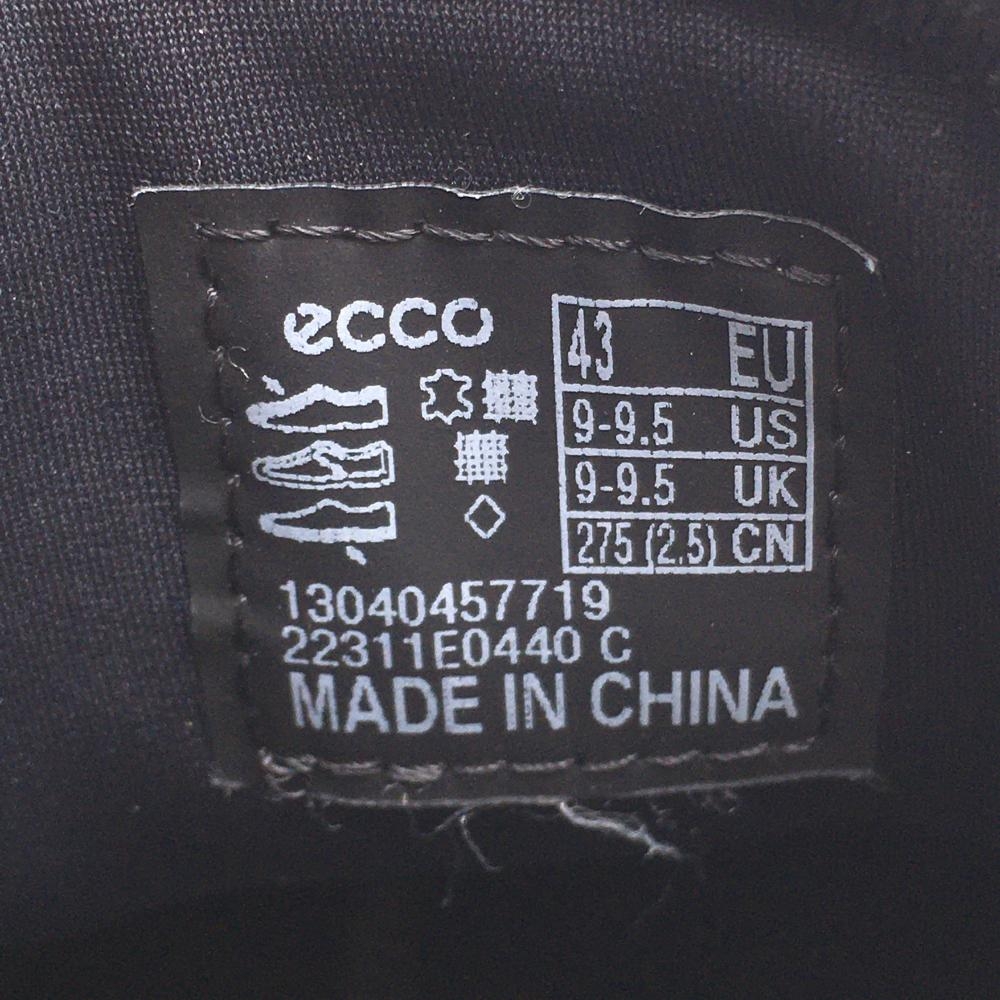 ecco
43 EU
9-9.5 US
9-9.5 UK
275 (2.5) CN
13040457719
22311E0440 C
MADE IN CHINA